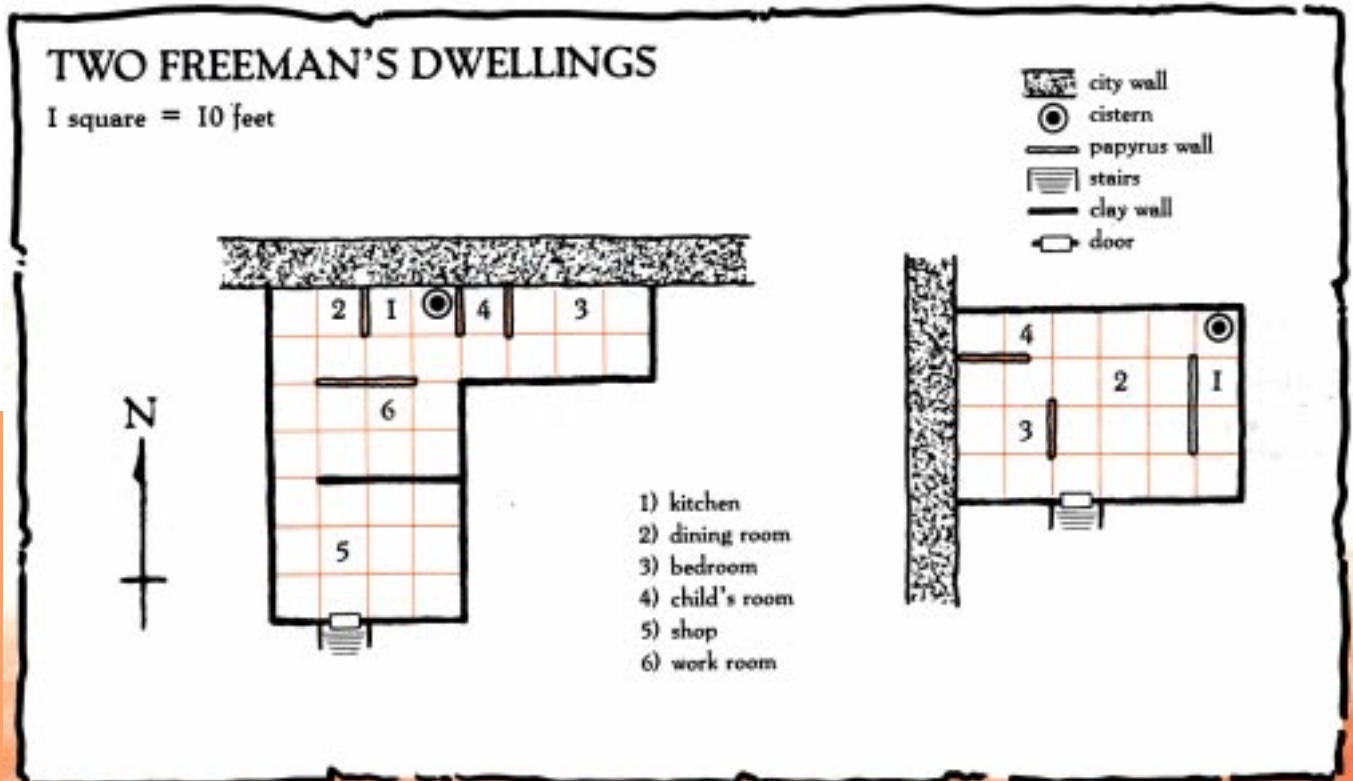 TWO FREEMAN'S DWELLINGS
1 square = 10 feet
city wall
cistern
papyrus wall
stairs
clay wall
door
2 1 4 3
6
5
N
4
2 1
3
1) kitchen
2) dining room
3) bedroom
4) child's room
5) shop
6) work room